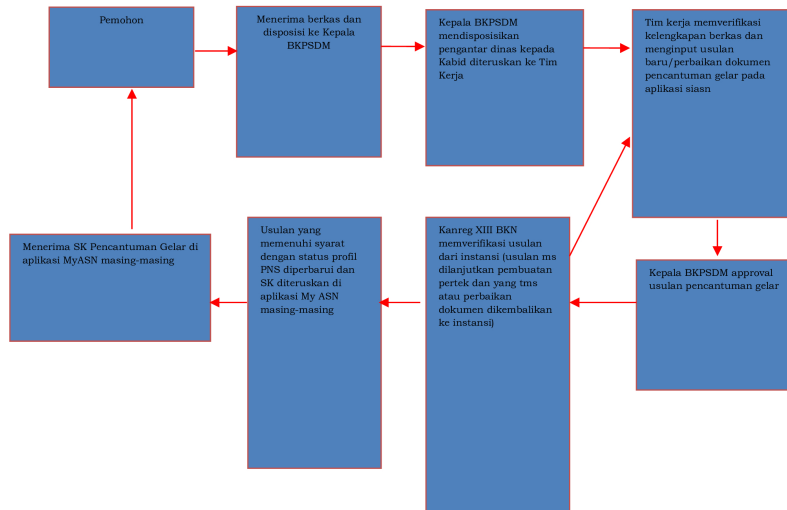 Pemohon
Menerima berkas dan
disposisi ke Kepala
BKPSDM
Kepala BKPSDM
mendisposisikan
pengantar dinas kepada
Kabid diteruskan ke Tim
Kerja
Tim kerja memverifikasi
kelengkapan berkas dan
menginput usulan
baru/perbaikan dokumen
pencantuman gelar pada
aplikasi siasn
Kepala BKPSDM approval
usulan pencantuman gelar
Kanreg XIII BKN
memverifikasi usulan
dari instansi (usulan ms
dilanjutkan pembuatan
pertek dan yang tms
atau perbaikan
dokumen dikembalikan
ke instansi)
Usulan yang
memenuhi syarat
dengan status profil
PNS diperbarui dan
SK diteruskan di
aplikasi My ASN
masing-masing
Menerima SK Pencantuman Gelar di
aplikasi MyASN masing-masing